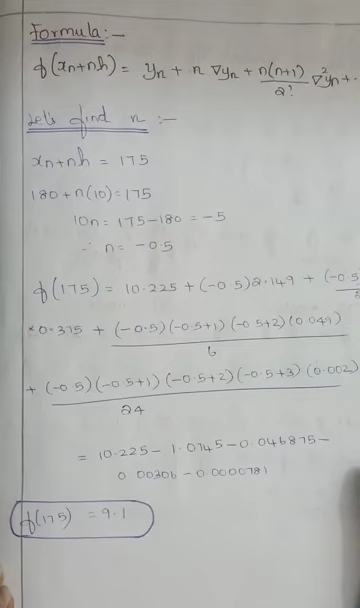 Formula:-
f(xn+nh) = yn + n ∇yn + n(n+1)/2! ∇²yn + .
Let's find n :-
xn+nh = 175
180 + n(10) = 175
10n = 175-180 = -5
∴ n = -0.5
f(175) = 10.225 + (-0.5)2.149 + (-0.5
×0.375 + (-0.5)(-0.5+1)(-0.5+2)(0.049)/6
+ (-0.5)(-0.5+1)(-0.5+2)(-0.5+3)(0.002)/24
= 10.225 - 1.0745 - 0.046875 -
0.00306 - 0.0000781
f(175) = 9.1